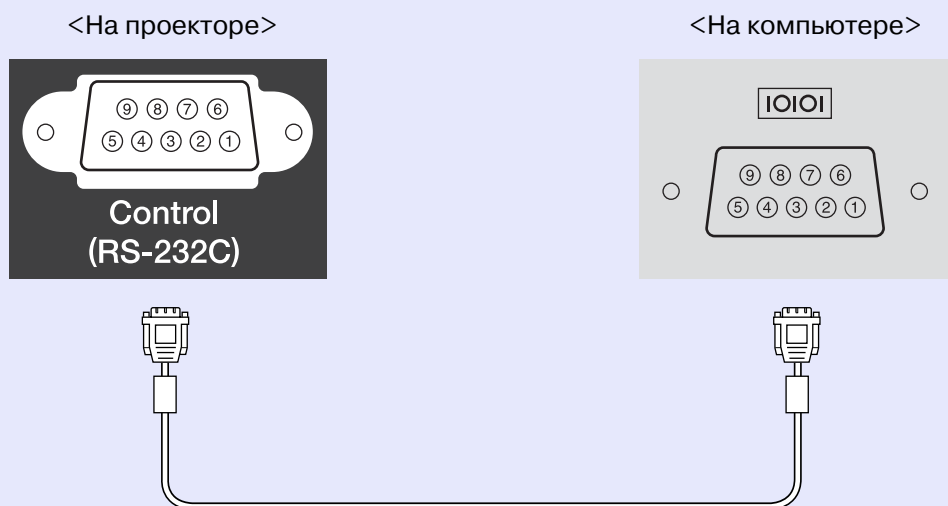 <На проекторе>
<На компьютере>
⑨ ⑧ ⑦ ⑥
⑤ ④ ③ ② ①
Control
(RS-232C)
IOIOI
⑨ ⑧ ⑦ ⑥
⑤ ④ ③ ② ①